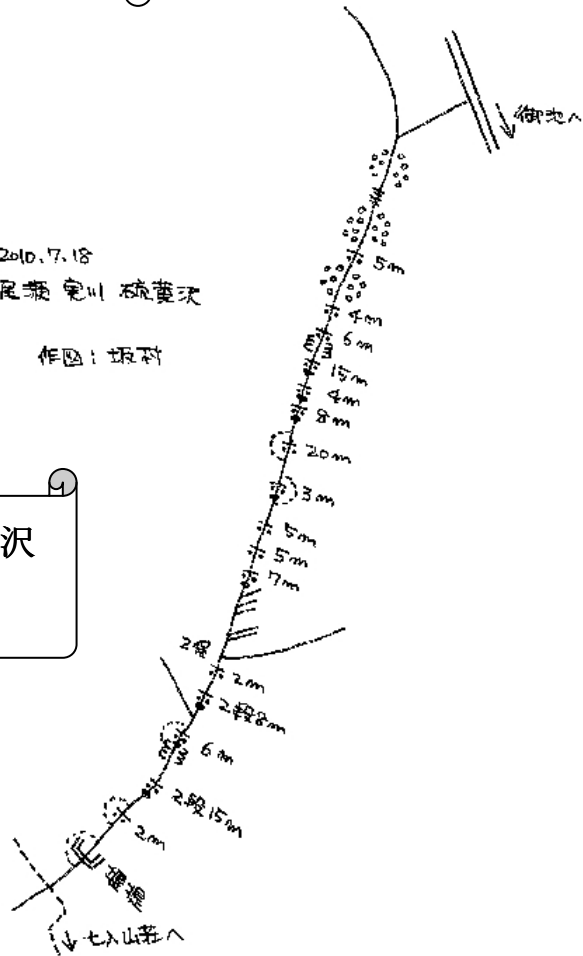 御池へ
2010.7.18
尾瀬 実川 硫黄沢
作図:坂村
5m
4m
6m
15m
4m
8m
20m
3m
沢
5m
5m
7m
2段
2m
2段8m
6m
2段15m
2m
堰堤
七入山荘へ